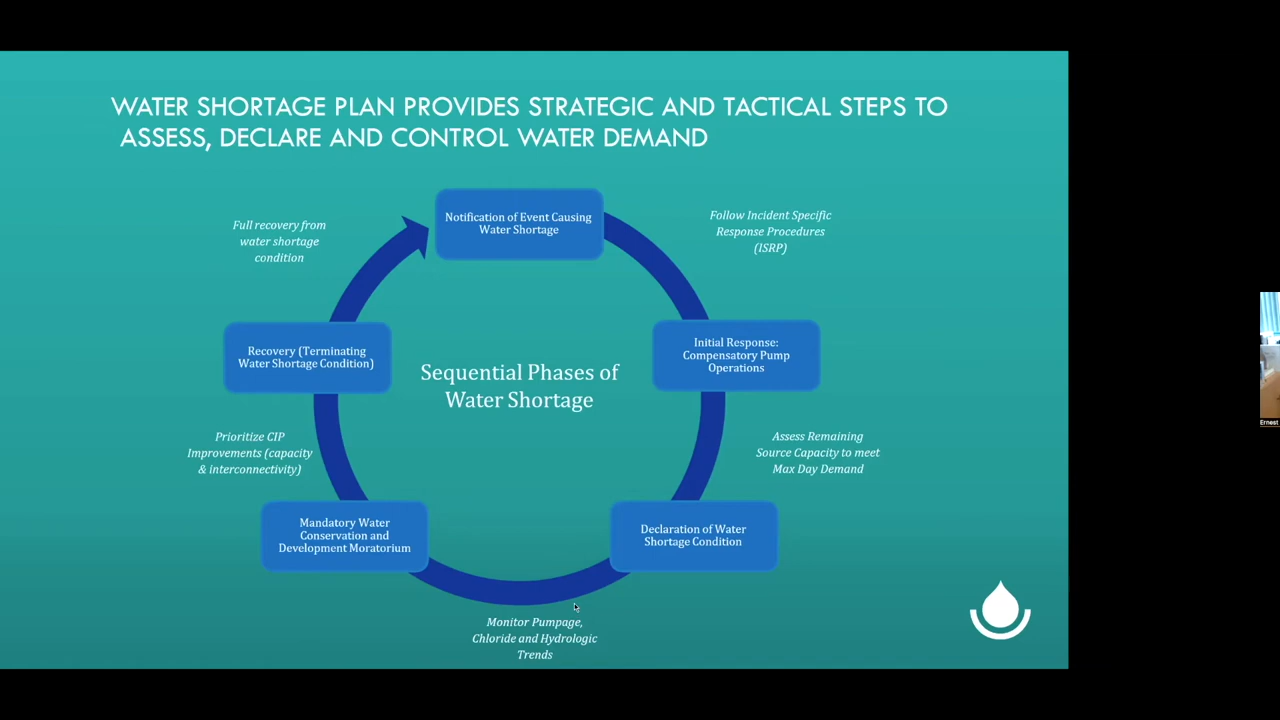 WATER SHORTAGE PLAN PROVIDES STRATEGIC AND TACTICAL STEPS TO
ASSESS, DECLARE AND CONTROL WATER DEMAND
Notification of Event Causing
Water Shortage
Follow Incident Specific
Response Procedures
(ISRP)
Initial Response:
Compensatory Pump
Operations
Assess Remaining
Source Capacity to meet
Max Day Demand
Declaration of Water
Shortage Condition
Monitor Pumpage,
Chloride and Hydrologic
Trends
Mandatory Water
Conservation and
Development Moratorium
Prioritize CIP
Improvements (capacity
& interconnectivity)
Recovery (Terminating
Water Shortage Condition)
Full recovery from
water shortage
condition
Sequential Phases of
Water Shortage
Ernest